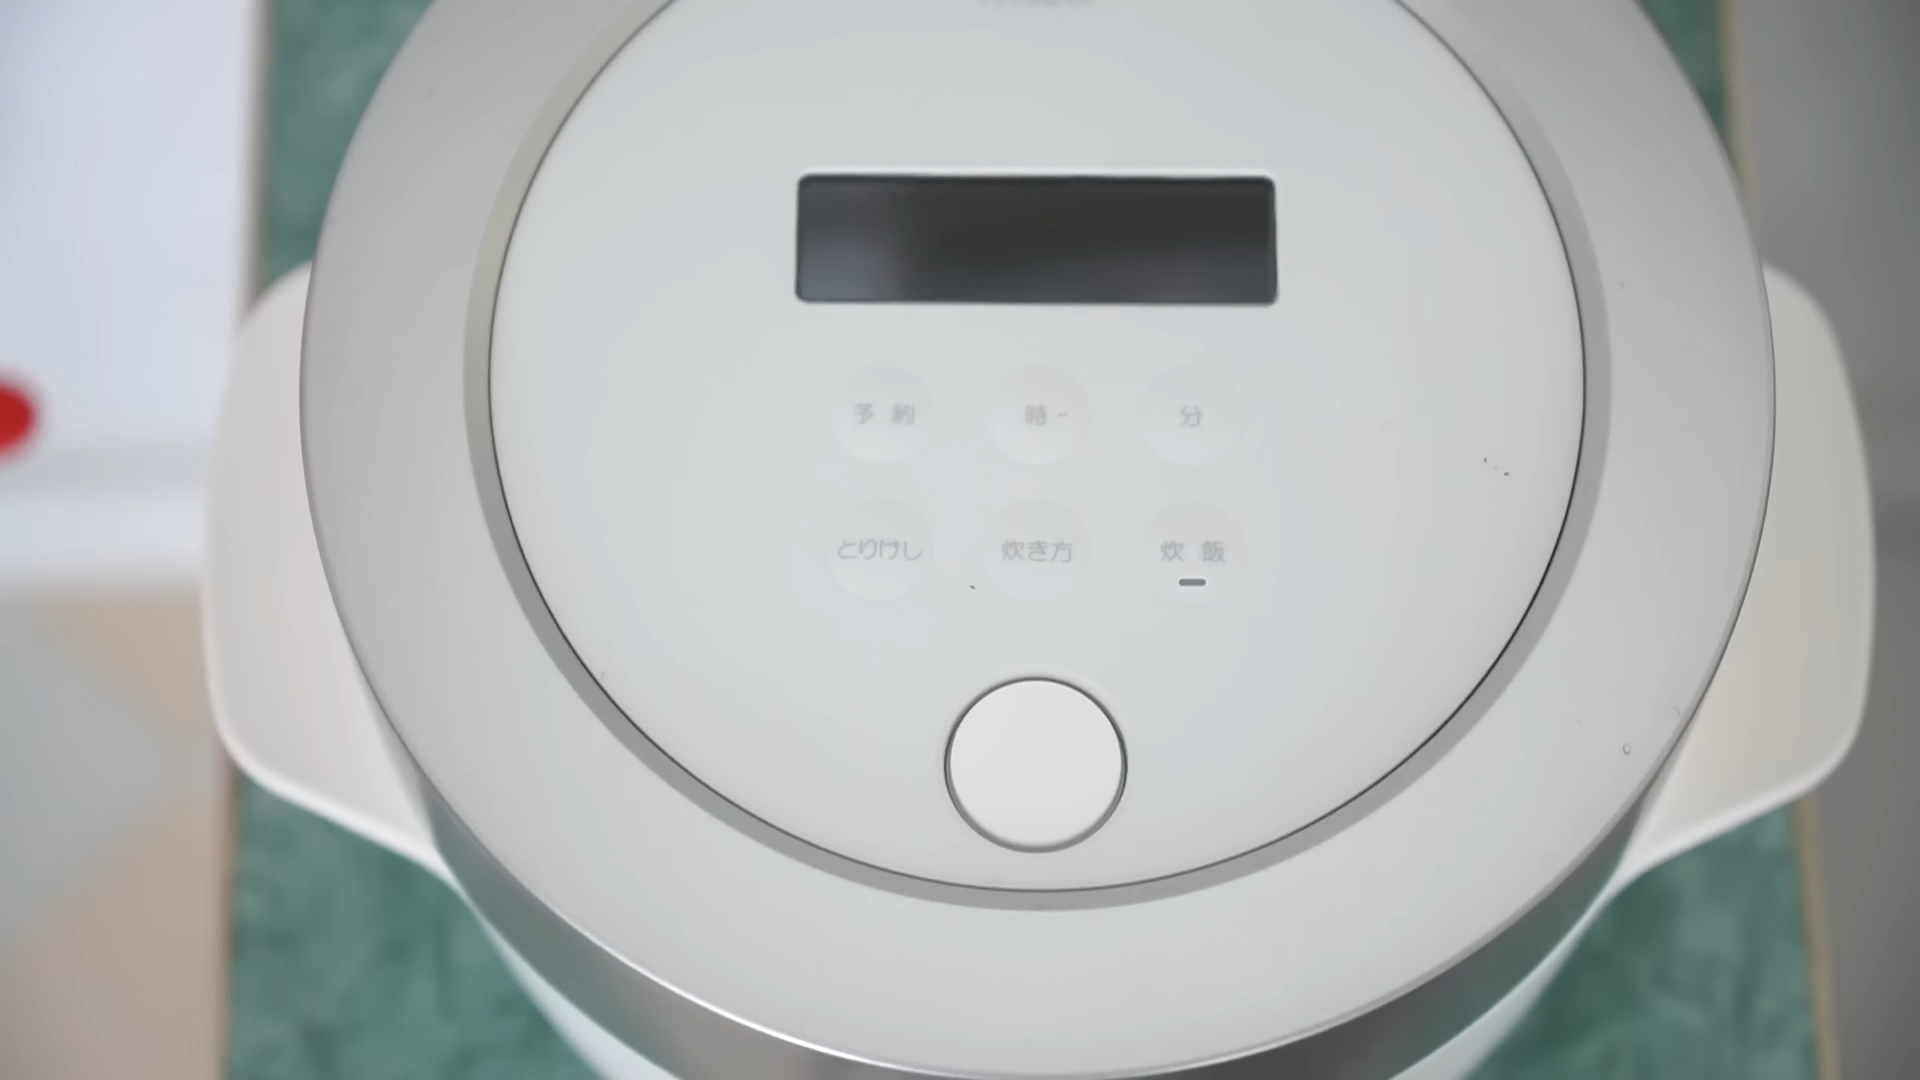 予約 時 分
とりけし 炊き方 炊飯